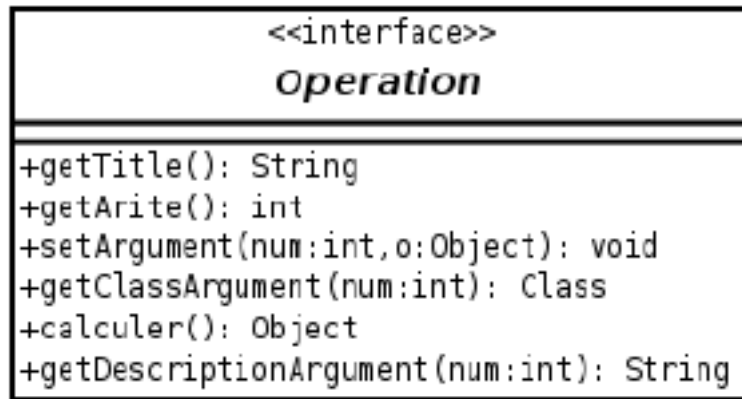 <<interface>>
Operation
+getTitle(): String
+getArite(): int
+setArgument(num:int,o:Object): void
+getClassArgument(num:int): Class
+calculer(): Object
+getDescriptionArgument(num:int): String